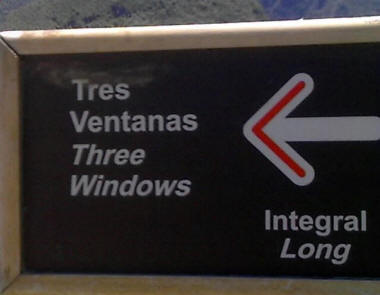 Tres
Ventanas
Three
Windows
Integral
Long